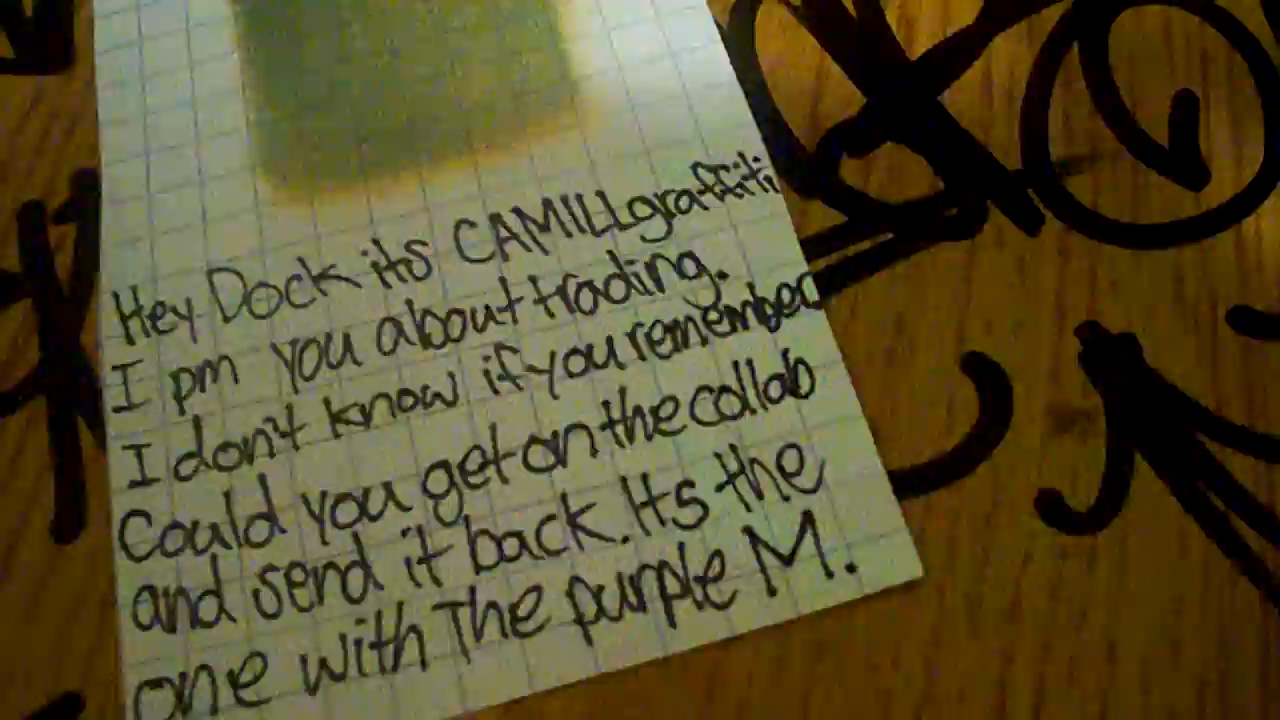 Hey Dock its CAMILLgraffiti
I pm you about trading.
I don't know if you remembed
Could you get on the collab
and send it back. Its the
one with The purple M.